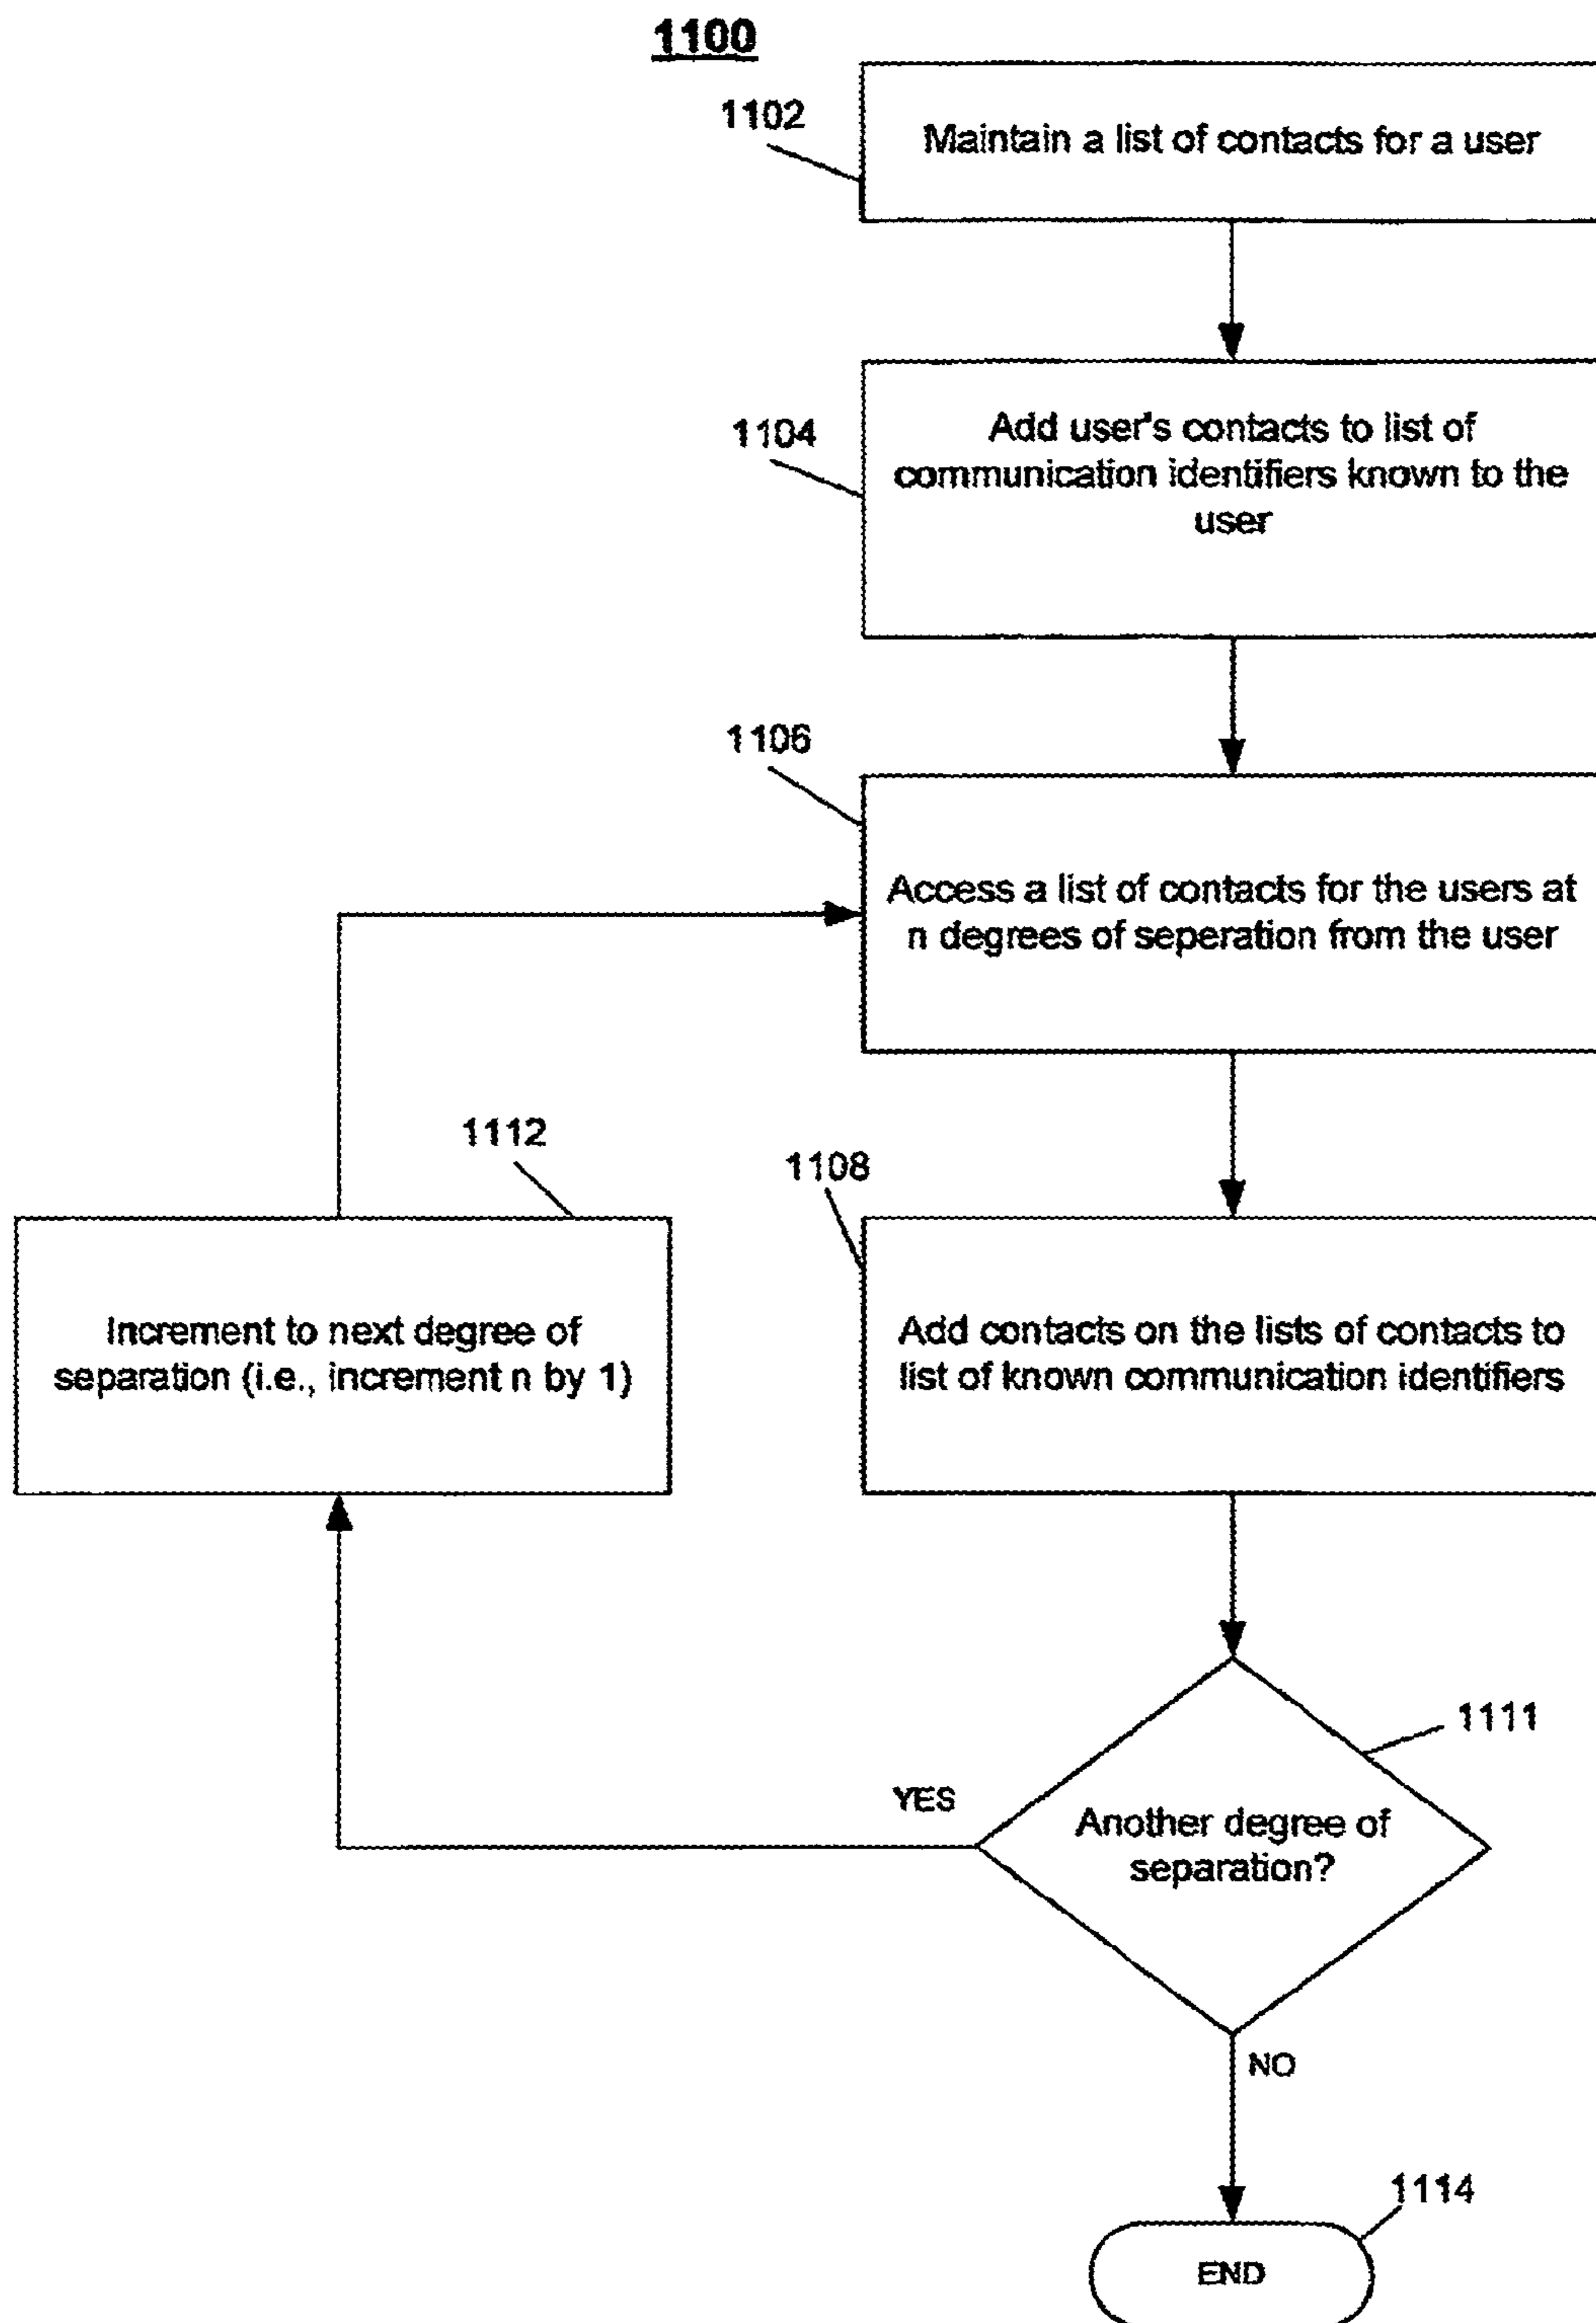 1100
1102
Maintain a list of contacts for a user
1104
Add user's contacts to list of
communication identifiers known to the
user
1106
Access a list of contacts for the users at
n degrees of seperation from the user
1112
1108
Increment to next degree of
separation (i.e., increment n by 1)
Add contacts on the lists of contacts to
list of known communication identifiers
1111
YES
Another degree of
separation?
NO
1114
END